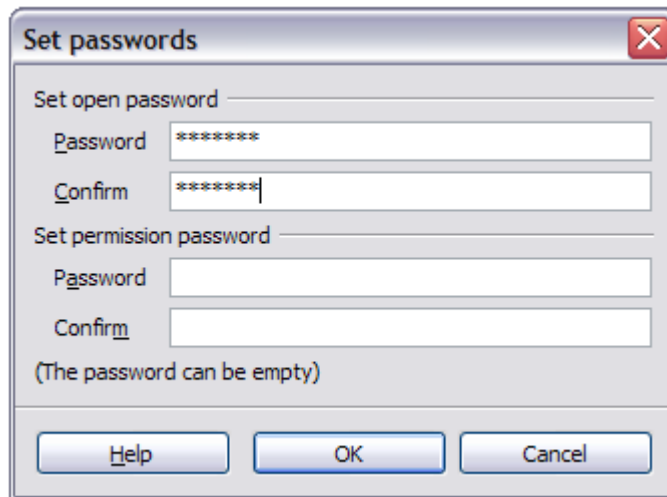 Set passwords
Set open password
Password *******
Confirm *******
Set permission password
Password
Confirm
(The password can be empty)
Help OK Cancel